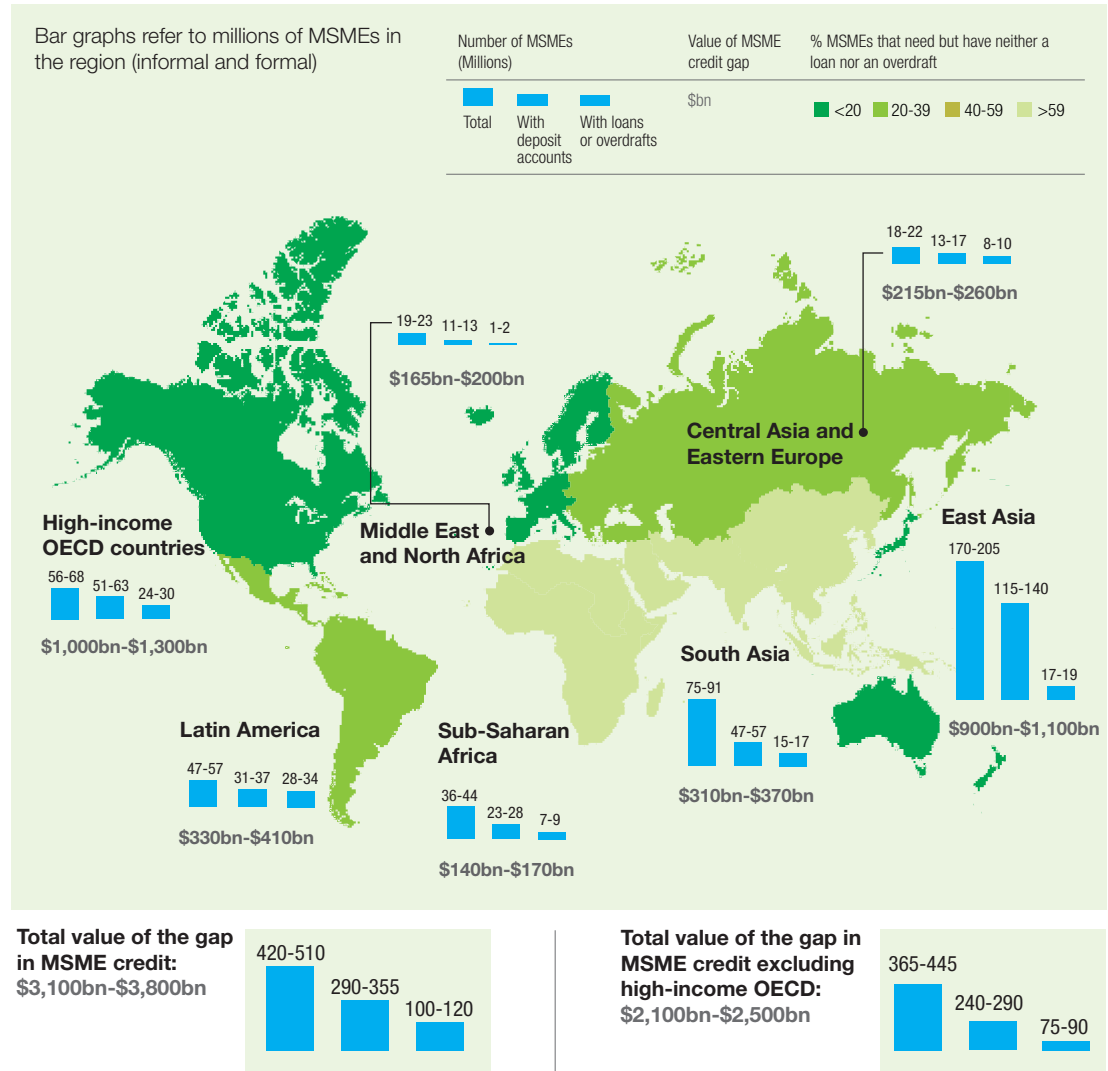 Bar graphs refer to millions of MSMEs in
the region (informal and formal)
Number of MSMEs
(Millions)
Total
With
deposit
accounts
With loans
or overdrafts
Value of MSME
credit gap
$bn
% MSMEs that need but have neither a
loan nor an overdraft
<20
20-39
40-59
>59
18-22
13-17
8-10
$215bn-$260bn
Central Asia and
Eastern Europe
19-23
11-13
1-2
$165bn-$200bn
Middle East
and North Africa
High-income
OECD countries
56-68
51-63
24-30
$1,000bn-$1,300bn
East Asia
170-205
115-140
17-19
$900bn-$1,100bn
South Asia
75-91
47-57
15-17
$310bn-$370bn
Latin America
47-57
31-37
28-34
$330bn-$410bn
Sub-Saharan
Africa
36-44
23-28
7-9
$140bn-$170bn
Total value of the gap
in MSME credit:
$3,100bn-$3,800bn
420-510
290-355
100-120
Total value of the gap in
MSME credit excluding
high-income OECD:
$2,100bn-$2,500bn
365-445
240-290
75-90